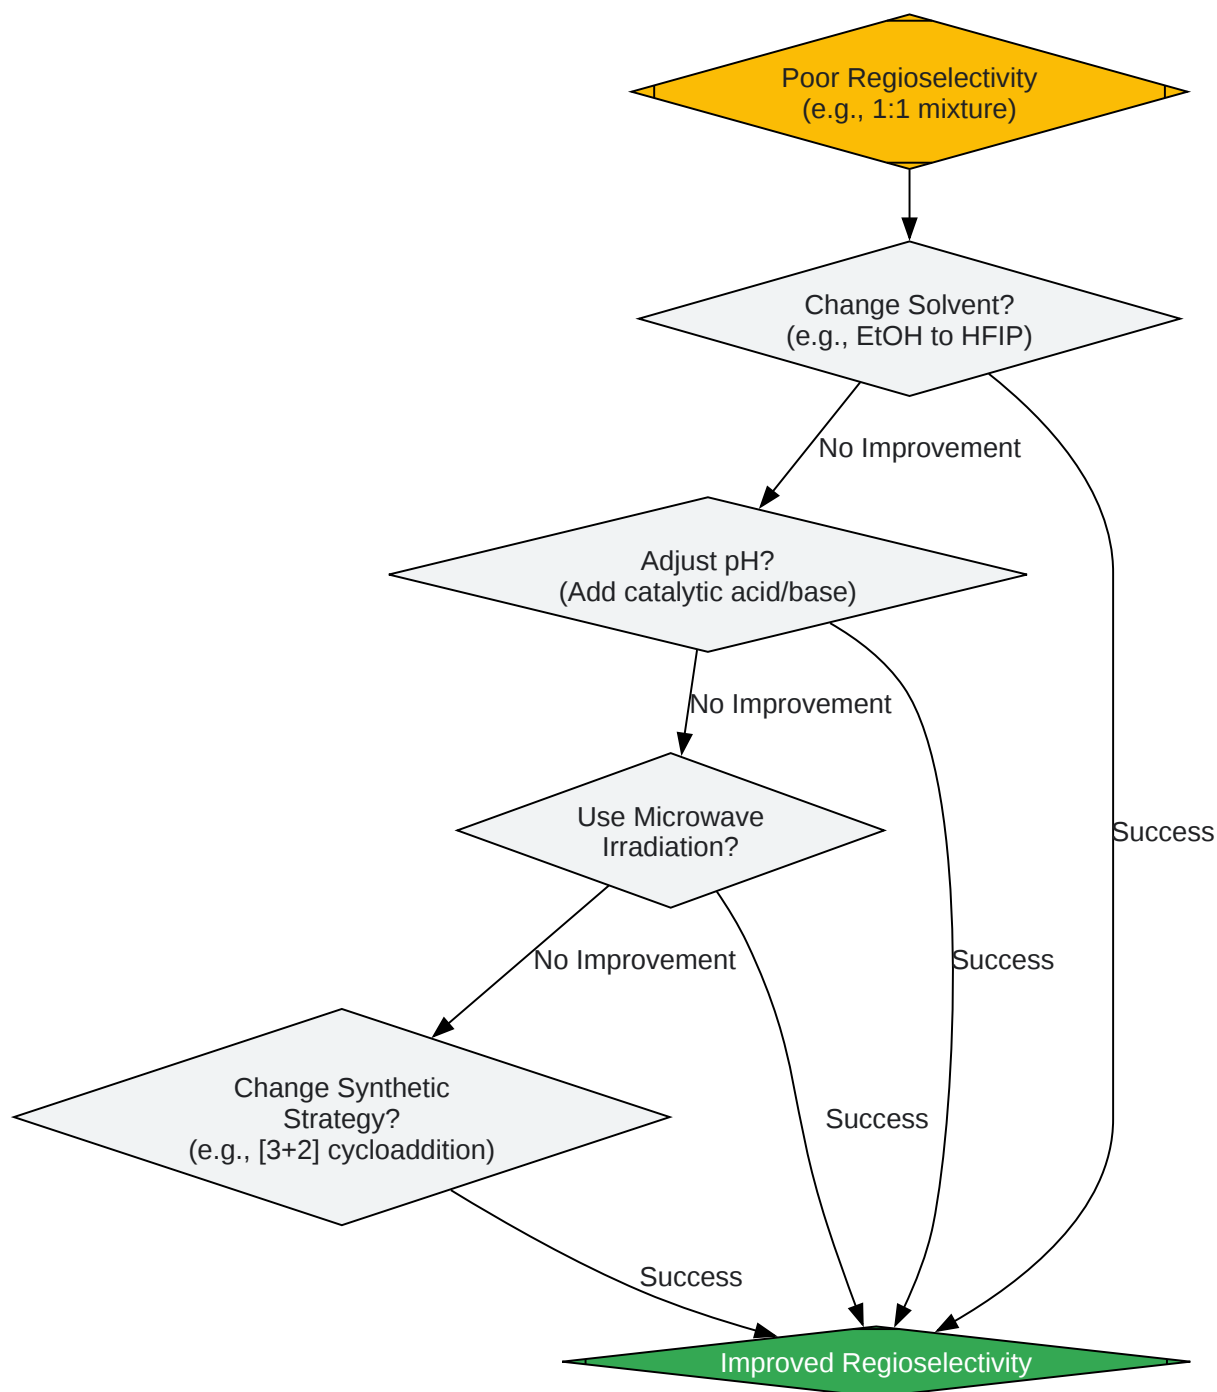 Poor Regioselectivity
(e.g., 1:1 mixture)
Change Solvent?
(e.g., EtOH to HFIP)
No Improvement
Adjust pH?
(Add catalytic acid/base)
No Improvement
Use Microwave
Irradiation?
Success
No Improvement
Success
Change Synthetic
Strategy?
(e.g., [3+2] cycloaddition)
Success
Success
Improved Regioselectivity